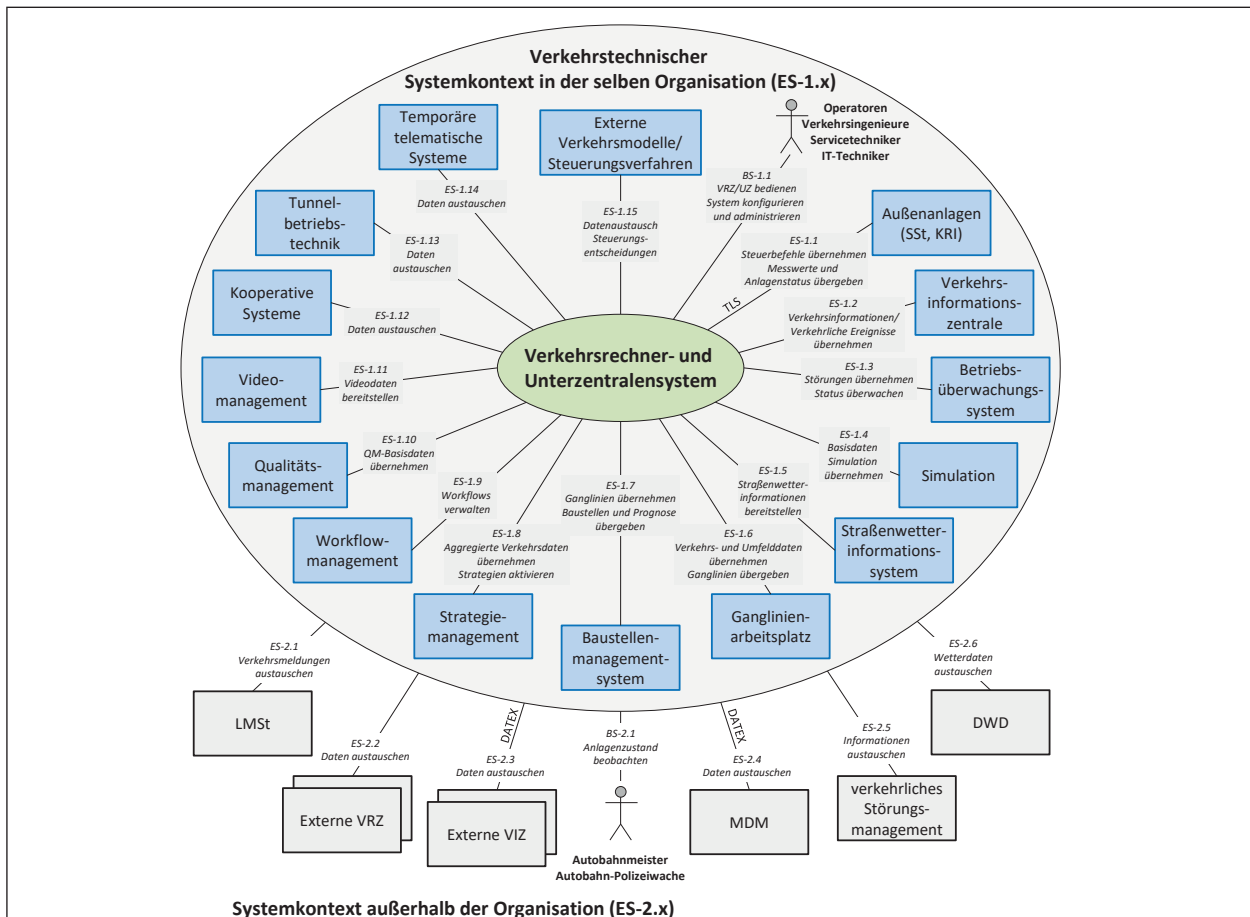 Verkehrstechnischer
Systemkontext in der selben Organisation (ES-1.x)
Operatoren
Verkehrsingenieure
Servicetechniker
IT-Techniker
Temporäre
telematische
Systeme
Externe
Verkehrsmodelle/
Steuerungsverfahren
BS-1.1
VRZ/UZ bedienen
System konfigurieren
und administrieren
ES-1.14
Daten austauschen
ES-1.15
Datenaustausch
Steuerungs-
entscheidungen
Tunnel-
betriebs-
technik
ES-1.13
Daten
austauschen
Außenanlagen
(SSt, KRI)
ES-1.1
Steuerbefehle übernehmen
Messwerte und
Anlagenstatus übergeben
TLS
Kooperative
Systeme
ES-1.12
Daten austauschen
Verkehrs-
informations-
zentrale
ES-1.2
Verkehrsinformationen/
Verkehrliche Ereignisse
übernehmen
Verkehrsrechner- und
Unterzentralensystem
Video-
management
ES-1.11
Videodaten
bereitstellen
ES-1.3
Störungen übernehmen
Status überwachen
Betriebs-
überwachungs-
system
Qualitäts-
management
ES-1.10
QM-Basisdaten
übernehmen
ES-1.4
Basisdaten
Simulation
übernehmen
Simulation
Workflow-
management
ES-1.9
Workflows
verwalten
ES-1.5
Straßenwetter-
informationen
bereitstellen
Straßenwetter-
informations-
system
ES-1.8
Aggregierte Verkehrsdaten
übernehmen
Strategien aktivieren
Strategie-
management
ES-1.7
Ganglinien übernehmen
Baustellen und Prognose
übergeben
Baustellen-
management-
system
ES-1.6
Verkehrs- und Umfelddaten
übernehmen
Ganglinien übergeben
Ganglinien-
arbeitsplatz
ES-2.1
Verkehrsmeldungen
austauschen
LMSt
ES-2.2
Daten austauschen
Externe VRZ
DATEX
ES-2.3
Daten austauschen
Externe VIZ
BS-2.1
Anlagenzustand
beobachten
Autobahnmeister
Autobahn-Polizeiwache
DATEX
ES-2.4
Daten austauschen
MDM
ES-2.5
Informationen
austauschen
verkehrliches
Störungs-
management
ES-2.6
Wetterdaten
austauschen
DWD
Systemkontext außerhalb der Organisation (ES-2.x)